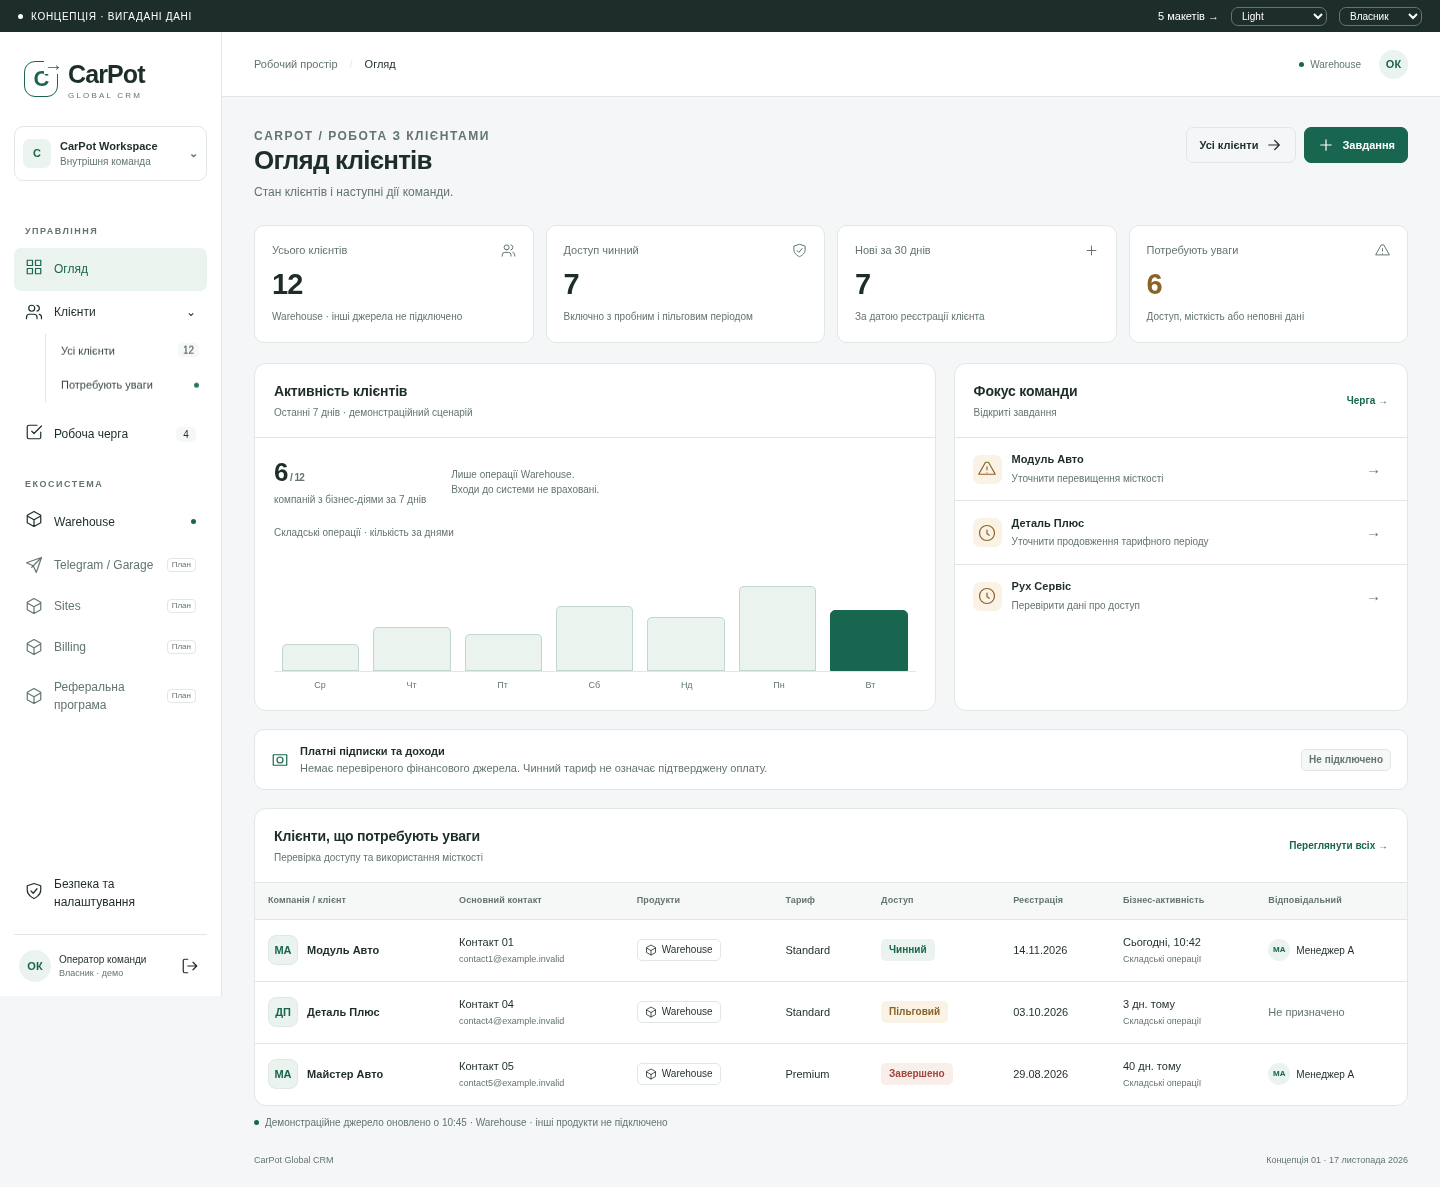 КОНЦЕПЦІЯ · ВИГАДАНІ ДАНІ
5 макетів →
Light
Власник
C→
CarPot
GLOBAL CRM
C
CarPot Workspace
Внутрішня команда
УПРАВЛІННЯ
Огляд
Клієнти
Усі клієнти
12
Потребують уваги
Робоча черга
4
ЕКОСИСТЕМА
Warehouse
Telegram / Garage
План
Sites
План
Billing
План
Реферальна
програма
План
Безпека та
налаштування
ОК
Оператор команди
Власник · демо
Робочий простір / Огляд
Warehouse
ОК
CARPOT / РОБОТА З КЛІЄНТАМИ
Огляд клієнтів
Стан клієнтів і наступні дії команди.
Усі клієнти
Завдання
Усього клієнтів
12
Warehouse · інші джерела не підключено
Доступ чинний
7
Включно з пробним і пільговим періодом
Нові за 30 днів
7
За датою реєстрації клієнта
Потребують уваги
6
Доступ, місткість або неповні дані
Активність клієнтів
Останні 7 днів · демонстраційний сценарій
6 / 12
компаній з бізнес-діями за 7 днів
Лише операції Warehouse.
Входи до системи не враховані.
Складські операції · кількість за днями
Ср
Чт
Пт
Сб
Нд
Пн
Вт
Фокус команди
Відкриті завдання
Черга →
Модуль Авто
Уточнити перевищення місткості
→
Деталь Плюс
Уточнити продовження тарифного періоду
→
Рух Сервіс
Перевірити дані про доступ
→
Платні підписки та доходи
Немає перевіреного фінансового джерела. Чинний тариф не означає підтверджену оплату.
Не підключено
Клієнти, що потребують уваги
Перевірка доступу та використання місткості
Переглянути всіх →
Компанія / клієнт
Основний контакт
Продукти
Тариф
Доступ
Реєстрація
Бізнес-активність
Відповідальний
МА
Модуль Авто
Контакт 01
contact1@example.invalid
Warehouse
Standard
Чинний
14.11.2026
Сьогодні, 10:42
Складські операції
МА
Менеджер А
ДП
Деталь Плюс
Контакт 04
contact4@example.invalid
Warehouse
Standard
Пільговий
03.10.2026
3 дн. тому
Складські операції
Не призначено
МА
Майстер Авто
Контакт 05
contact5@example.invalid
Warehouse
Premium
Завершено
29.08.2026
40 дн. тому
Складські операції
МА
Менеджер А
Демонстраційне джерело оновлено о 10:45 · Warehouse · інші продукти не підключено
CarPot Global CRM
Концепція 01 · 17 листопада 2026